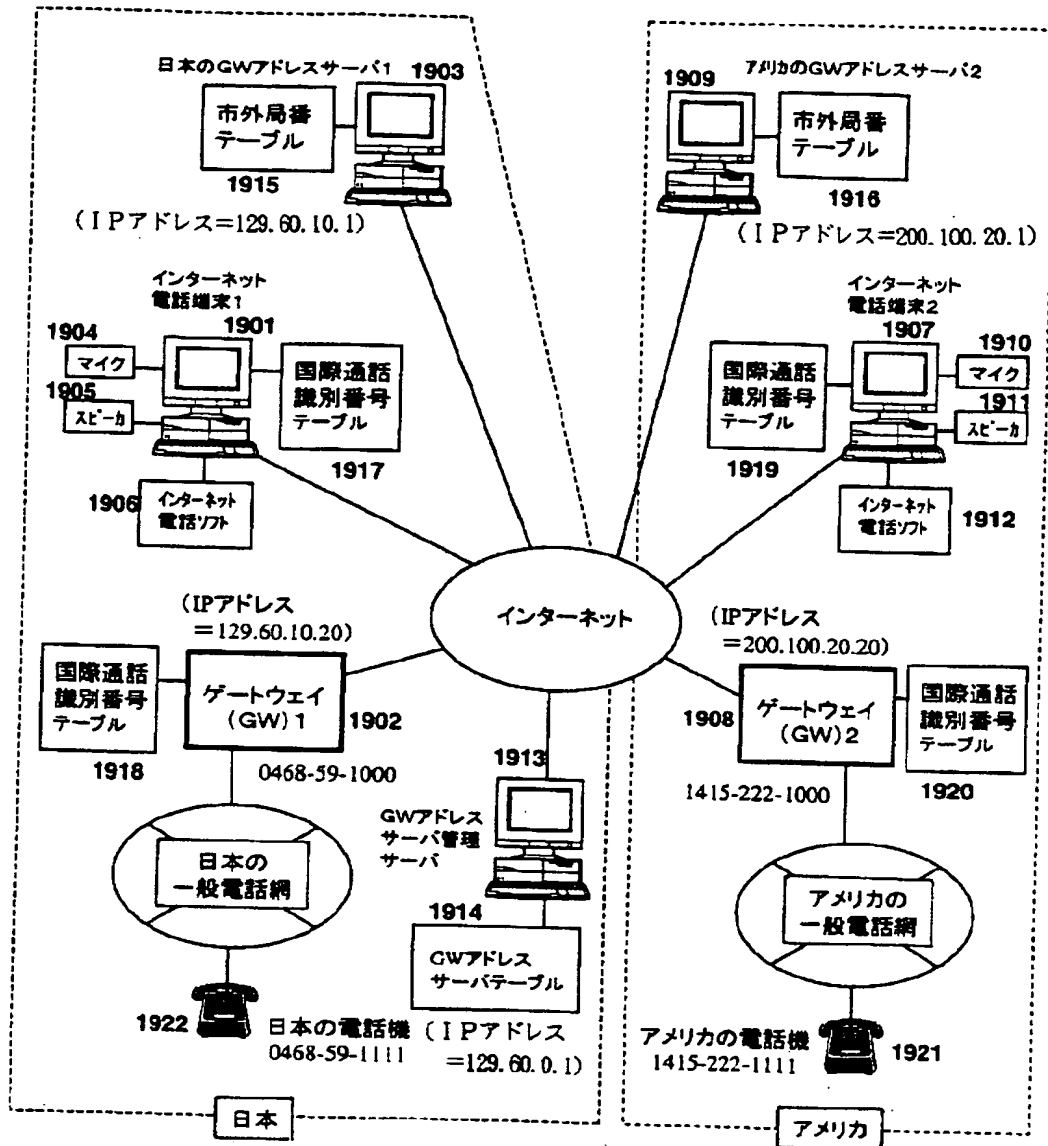 日本のGWアドレスサーバ1 1903
市外局番
テーブル
1915
(IPアドレス=129.60.10.1)
1909 アメリカのGWアドレスサーバ2
市外局番
テーブル
1916
(IPアドレス=200.100.20.1)
インターネット
電話端末1
1901
1904
マイク
1905
スピーカ
国際通話
識別番号
テーブル
1917
1906
インターネット
電話ソフト
インターネット
電話端末2
1907
1910
マイク
1911
スピーカ
国際通話
識別番号
テーブル
1919
インターネット
電話ソフト
1912
インターネット
(IPアドレス
=129.60.10.20)
国際通話
識別番号
テーブル
1918
ゲートウェイ
(GW)1
1902
0468-59-1000
(IPアドレス
=200.100.20.20)
1908
ゲートウェイ
(GW)2
国際通話
識別番号
テーブル
1920
1415-222-1000
1913
GWアドレス
サーバ管理
サーバ
1914
GWアドレス
サーバテーブル
(IPアドレス
=129.60.0.1)
日本の
一般電話網
1922
日本の電話機
0468-59-1111
アメリカの
一般電話網
アメリカの電話機
1415-222-1111
1921
日本
アメリカ